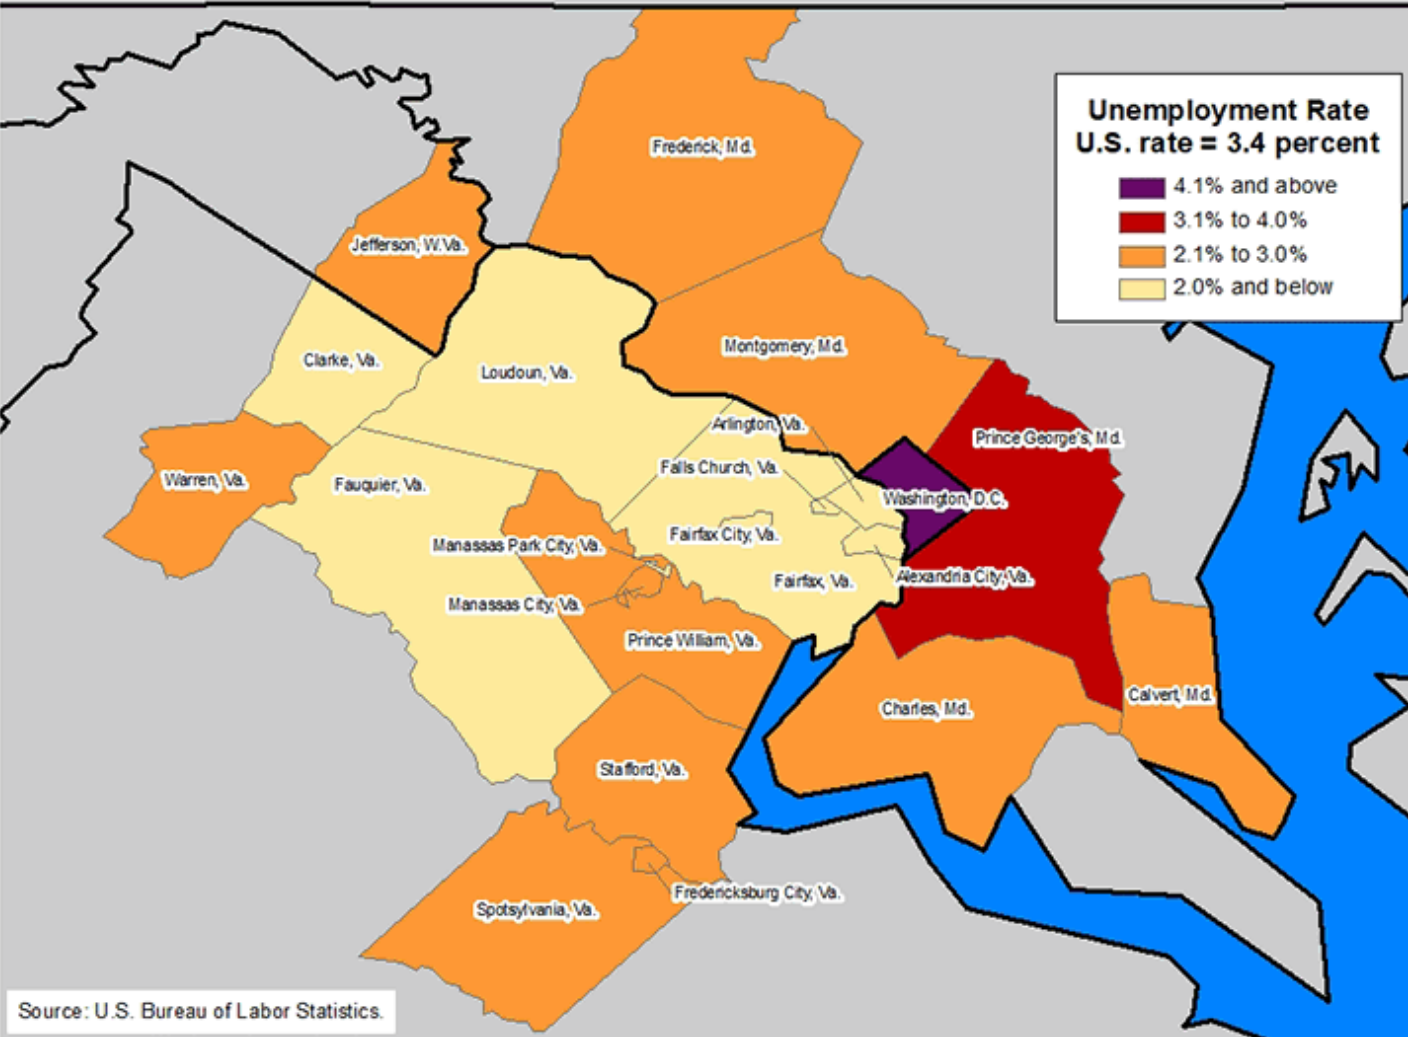 Unemployment Rate
U.S. rate = 3.4 percent
4.1% and above
3.1% to 4.0%
2.1% to 3.0%
2.0% and below
Frederick, Md.
Jefferson, W.Va.
Montgomery, Md.
Clarke, Va.
Loudoun, Va.
Arlington, Va.
Prince George's, Md.
Falls Church, Va.
Warren, Va.
Fauquier, Va.
Washington, D.C.
Fairfax City, Va.
Manassas Park City, Va.
Fairfax, Va.
Alexandria City, Va.
Manassas City, Va.
Prince William, Va.
Calvert, Md.
Charles, Md.
Stafford, Va.
Fredericksburg City, Va.
Spotsylvania, Va.
Source: U.S. Bureau of Labor Statistics.